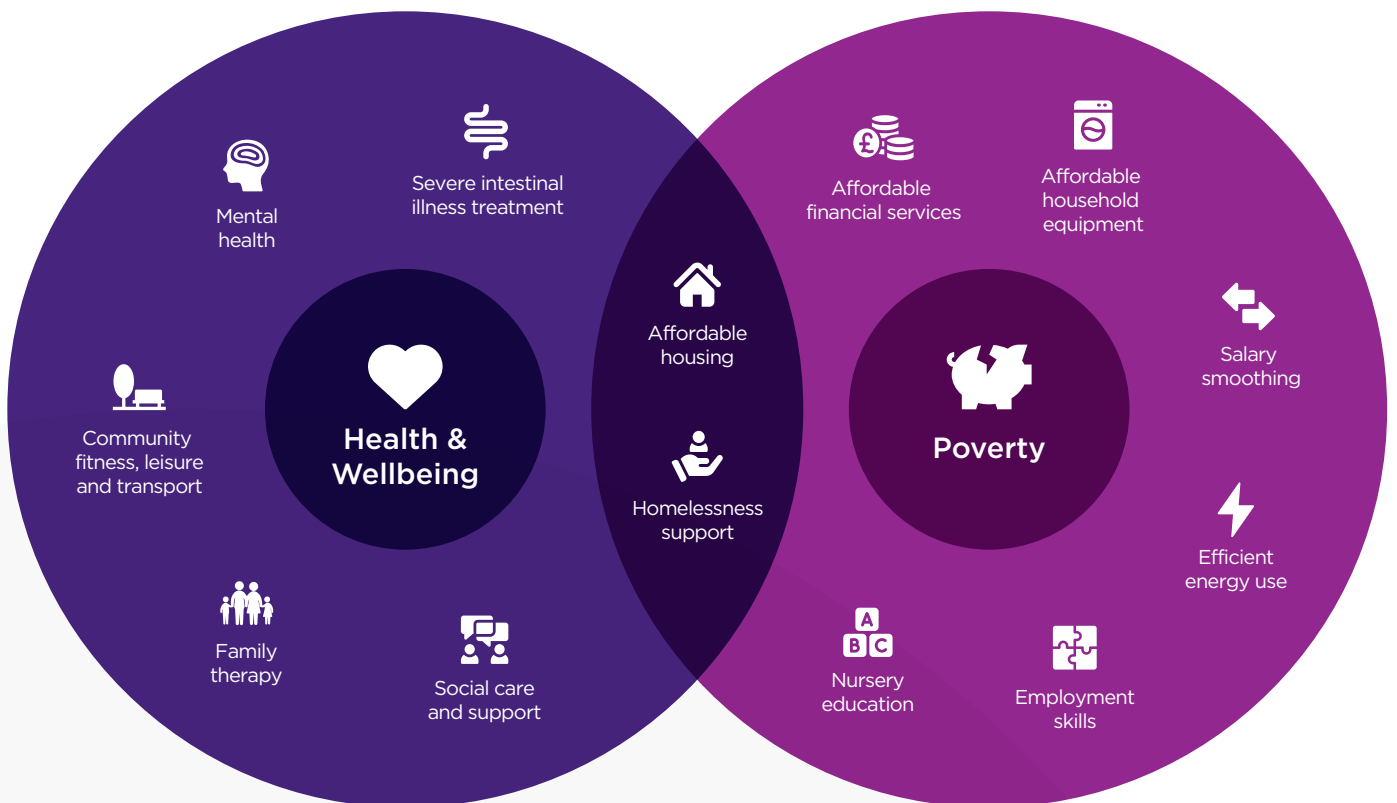 Mental
health
Severe intestinal
illness treatment
Community
fitness, leisure
and transport
Health &
Wellbeing
Family
therapy
Social care
and support
Affordable
housing
Homelessness
support
£
Affordable
financial services
Affordable
household
equipment
Salary
smoothing
Poverty
Efficient
energy use
A
B C
Nursery
education
Employment
skills